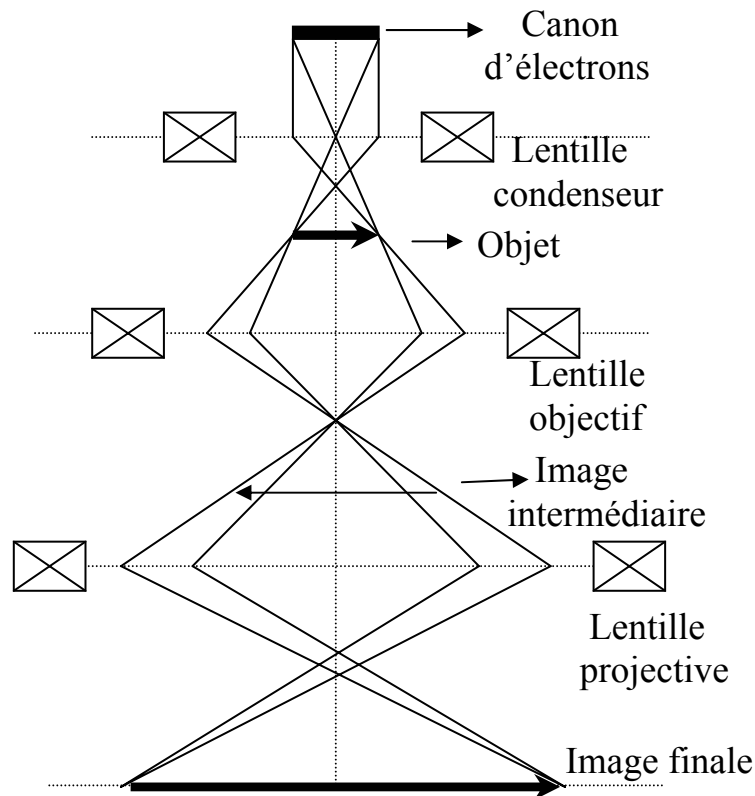 Canon
d’électrons
Lentille
condenseur
Objet
Lentille
objectif
Image
intermédiaire
Lentille
projective
Image finale